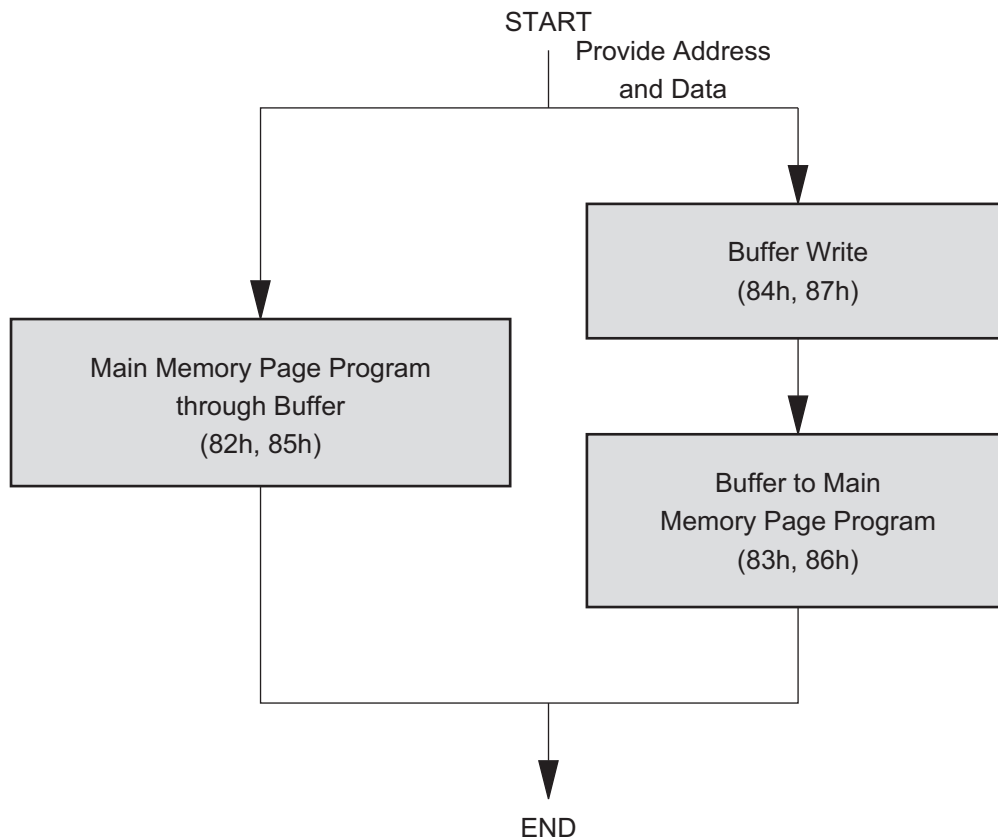 START
Provide Address
and Data
Buffer Write
(84h, 87h)
Main Memory Page Program
through Buffer
(82h, 85h)
Buffer to Main
Memory Page Program
(83h, 86h)
END